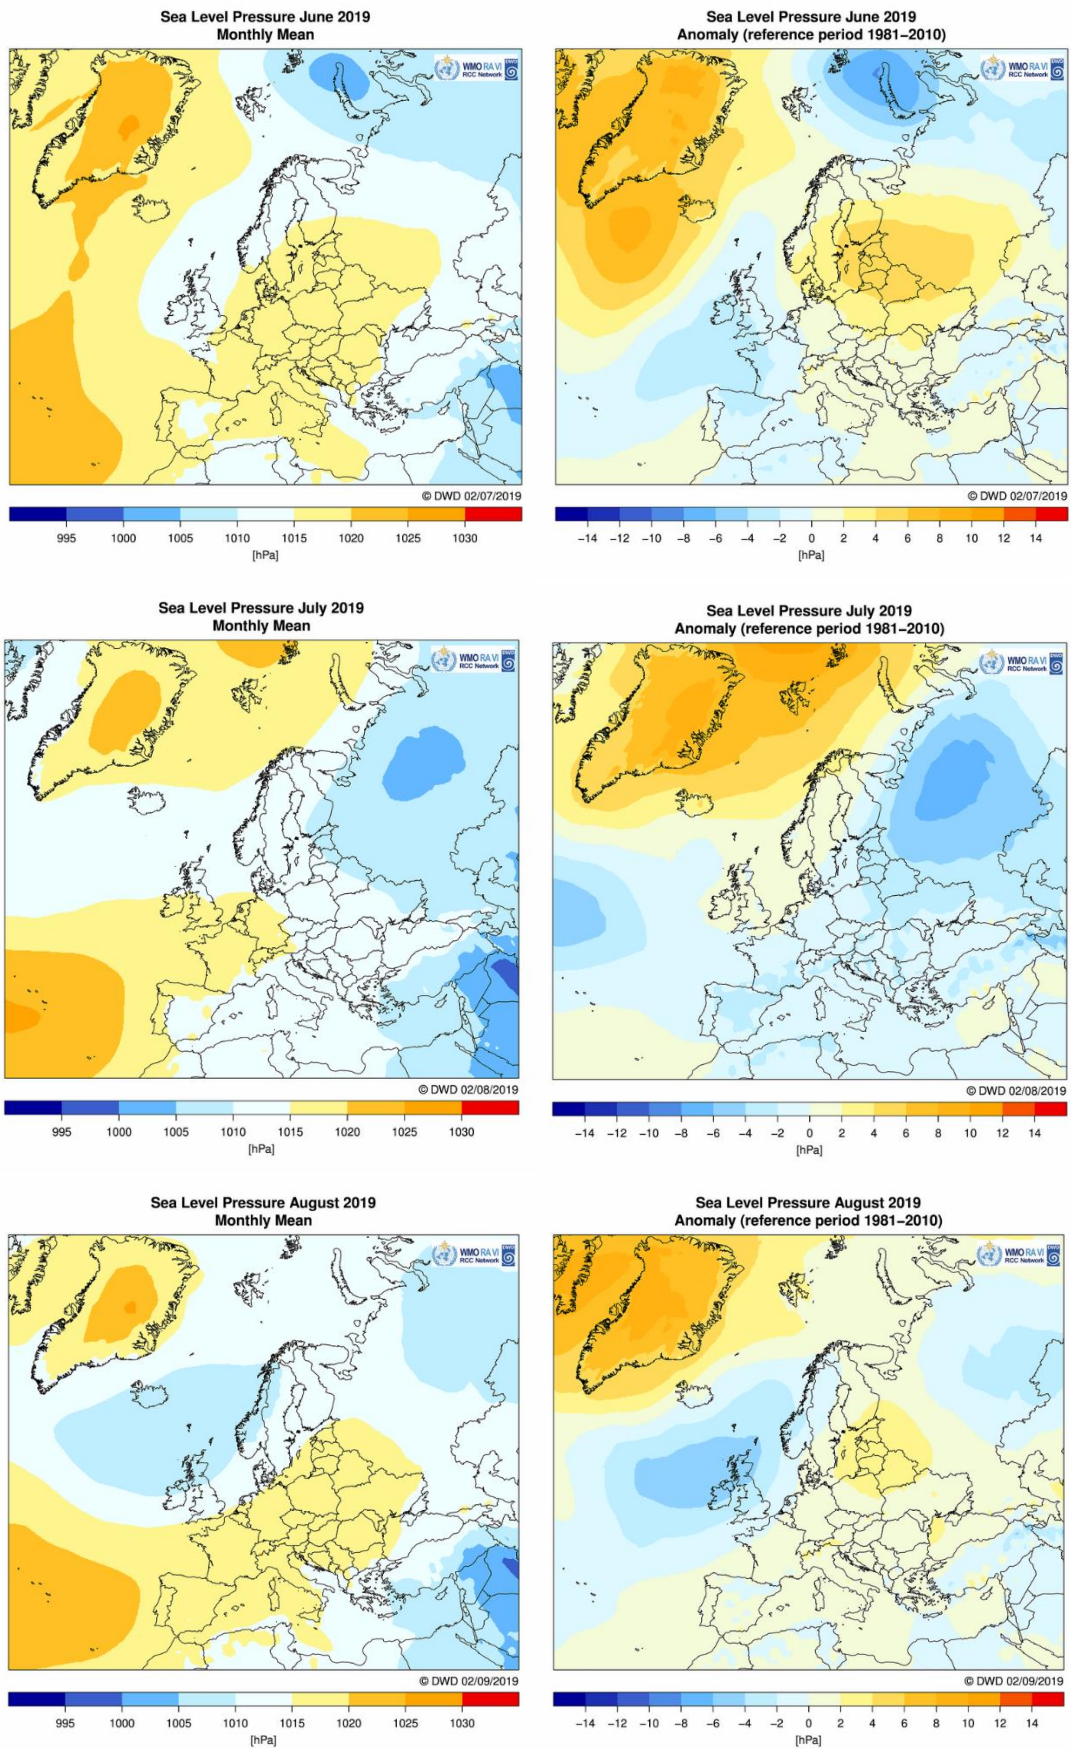 Sea Level Pressure June 2019
Monthly Mean
WMO RA VI
RCC Network
DWD
© DWD 02/07/2019
995 1000 1005 1010 1015 1020 1025 1030
[hPa]
Sea Level Pressure June 2019
Anomaly (reference period 1981−2010)
WMO RA VI
RCC Network
DWD
© DWD 02/07/2019
−14 −12 −10 −8 −6 −4 −2 0 2 4 6 8 10 12 14
[hPa]
Sea Level Pressure July 2019
Monthly Mean
WMO RA VI
RCC Network
DWD
© DWD 02/08/2019
995 1000 1005 1010 1015 1020 1025 1030
[hPa]
Sea Level Pressure July 2019
Anomaly (reference period 1981−2010)
WMO RA VI
RCC Network
DWD
© DWD 02/08/2019
−14 −12 −10 −8 −6 −4 −2 0 2 4 6 8 10 12 14
[hPa]
Sea Level Pressure August 2019
Monthly Mean
WMO RA VI
RCC Network
DWD
© DWD 02/09/2019
995 1000 1005 1010 1015 1020 1025 1030
[hPa]
Sea Level Pressure August 2019
Anomaly (reference period 1981−2010)
WMO RA VI
RCC Network
DWD
© DWD 02/09/2019
−14 −12 −10 −8 −6 −4 −2 0 2 4 6 8 10 12 14
[hPa]